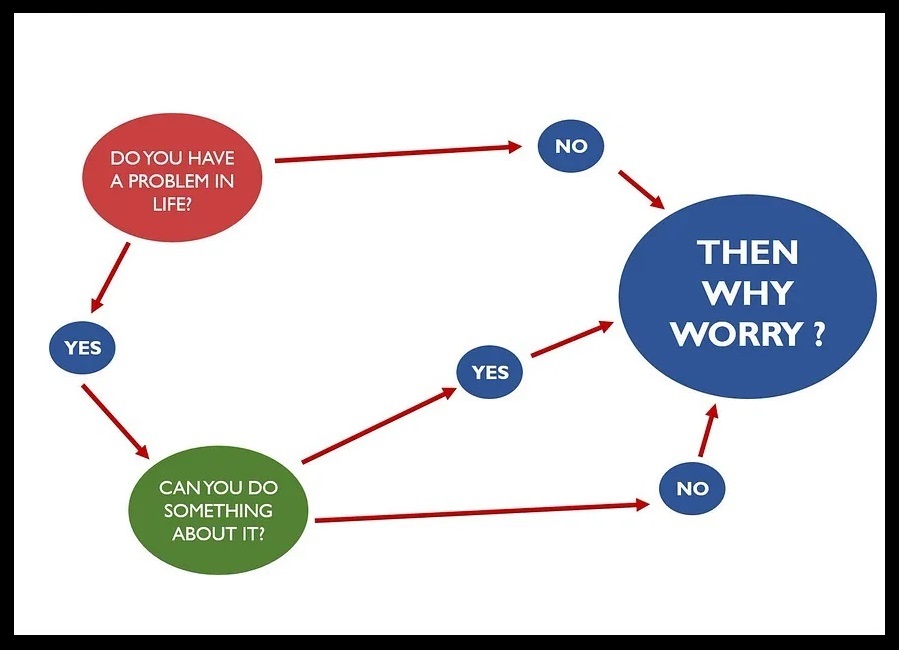 DO YOU HAVE
A PROBLEM IN
LIFE?
NO
THEN
WHY
WORRY ?
YES
YES
CAN YOU DO
SOMETHING
ABOUT IT?
NO